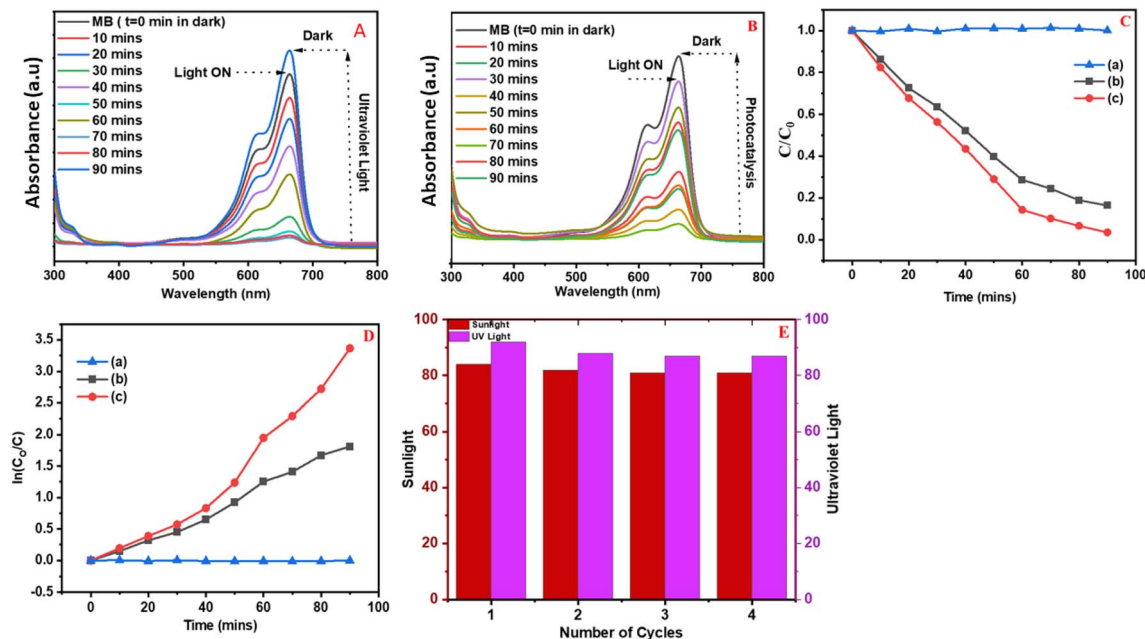 A
MB ( t=0 min in dark)
10 mins
20 mins
30 mins
40 mins
50 mins
60 mins
70 mins
80 mins
90 mins
Dark
Light ON
Ultraviolet Light
Absorbance (a.u)
300 400 500 600 700 800
Wavelength (nm)
B
MB (t=0 min in dark)
10 mins
20 mins
30 mins
40 mins
50 mins
60 mins
70 mins
80 mins
90 mins
Dark
Light ON
Photocatalysis
Absorbance (a.u)
300 400 500 600 700 800
Wavelength (nm)
C
(a)
(b)
(c)
C/C0
1.0
0.8
0.6
0.4
0.2
0.0
0 20 40 60 80 100
Time (mins)
D
(a)
(b)
(c)
ln(C0/C)
3.5
3.0
2.5
2.0
1.5
1.0
0.5
0.0
-0.5
0 20 40 60 80 100
Time (mins)
E
Sunlight
UV Light
Sunlight
100
80
60
40
20
0
Ultraviolet Light
100
80
60
40
20
0
1 2 3 4
Number of Cycles